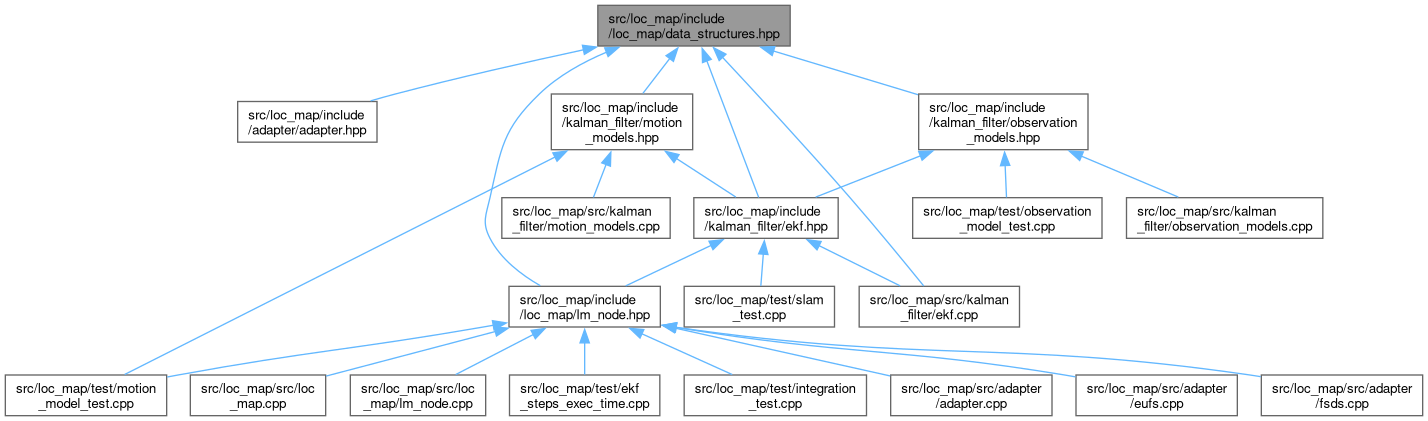 src/loc_map/include
/loc_map/data_structures.hpp
src/loc_map/include
/adapter/adapter.hpp
src/loc_map/include
/kalman_filter/motion
_models.hpp
src/loc_map/include
/kalman_filter/observation
_models.hpp
src/loc_map/src/kalman
_filter/motion_models.cpp
src/loc_map/include
/kalman_filter/ekf.hpp
src/loc_map/test/observation
_model_test.cpp
src/loc_map/src/kalman
_filter/observation_models.cpp
src/loc_map/include
/loc_map/lm_node.hpp
src/loc_map/test/slam
_test.cpp
src/loc_map/src/kalman
_filter/ekf.cpp
src/loc_map/test/motion
_model_test.cpp
src/loc_map/src/loc
_map.cpp
src/loc_map/src/loc
_map/lm_node.cpp
src/loc_map/test/ekf
_steps_exec_time.cpp
src/loc_map/test/integration
_test.cpp
src/loc_map/src/adapter
/adapter.cpp
src/loc_map/src/adapter
/eufs.cpp
src/loc_map/src/adapter
/fsds.cpp